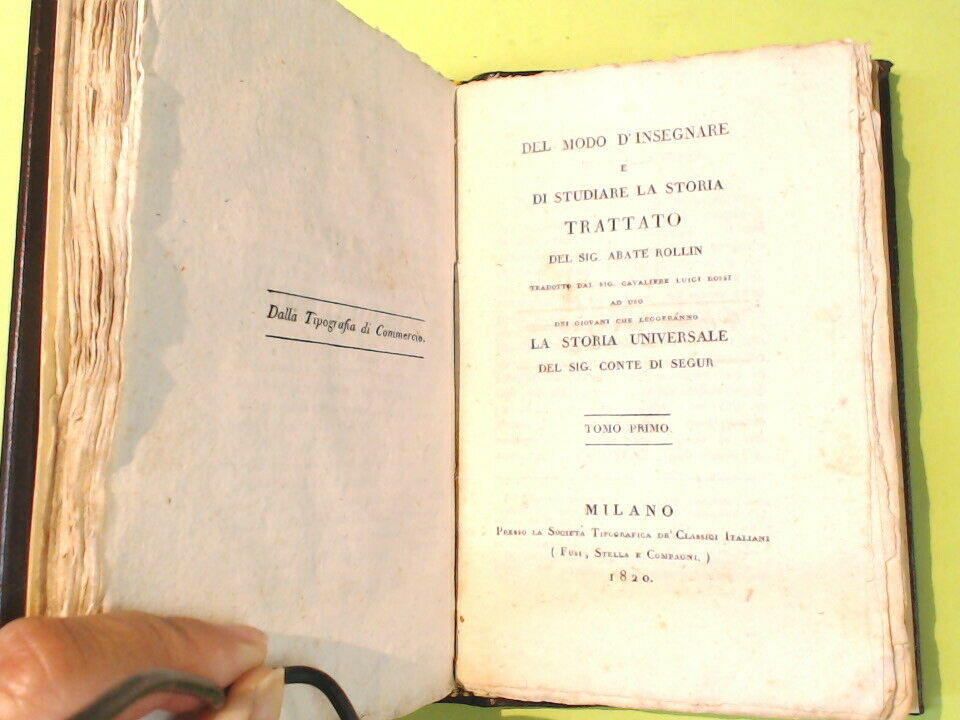 Dalla Tipografia di Commercio.
DEL MODO D'INSEGNARE
E
DI STUDIARE LA STORIA
TRATTATO
DEL SIG. ABATE ROLLIN
TRADOTTO DAL SIG. CAVALIERE LUIGI ROSSI
AD USO
DEI GIOVANI CHE LEGGERANNO
LA STORIA UNIVERSALE
DEL SIG. CONTE DI SEGUR
TOMO PRIMO
MILANO
PRESSO LA SOCIETÀ TIPOGRAFICA DE' CLASSICI ITALIANI
( FUSI, STELLA E COMPAGNI, )
1820.